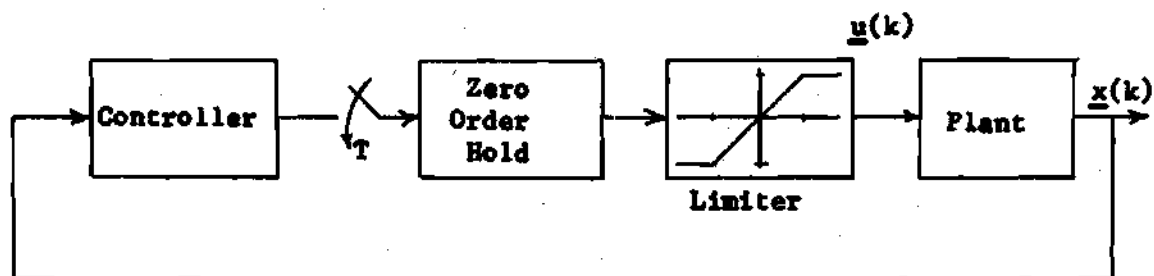 u(k)
Controller
T
Zero
Order
Hold
Limiter
Plant
x(k)